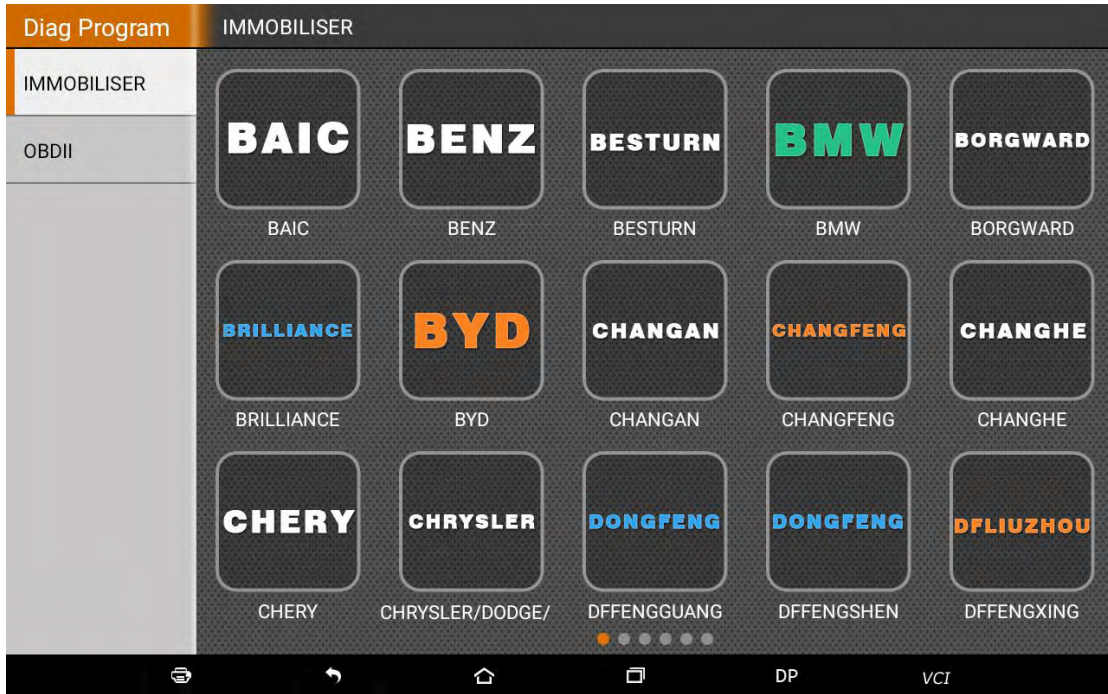 Diag Program
IMMOBILISER
IMMOBILISER
OBDII
BAIC BENZ BESTURN BMW BORGWARD
BAIC BENZ BESTURN BMW BORGWARD
BRILLIANCE BYD CHANGAN CHANGFENG CHANGHE
BRILLIANCE BYD CHANGAN CHANGFENG CHANGHE
CHERY CHRYSLER DONGFENG DONGFENG DFLIUZHOU
CHERY CHRYSLER/DODGE/ DFFENGGUANG DFFENGSHEN DFFENGXING
DP VCI